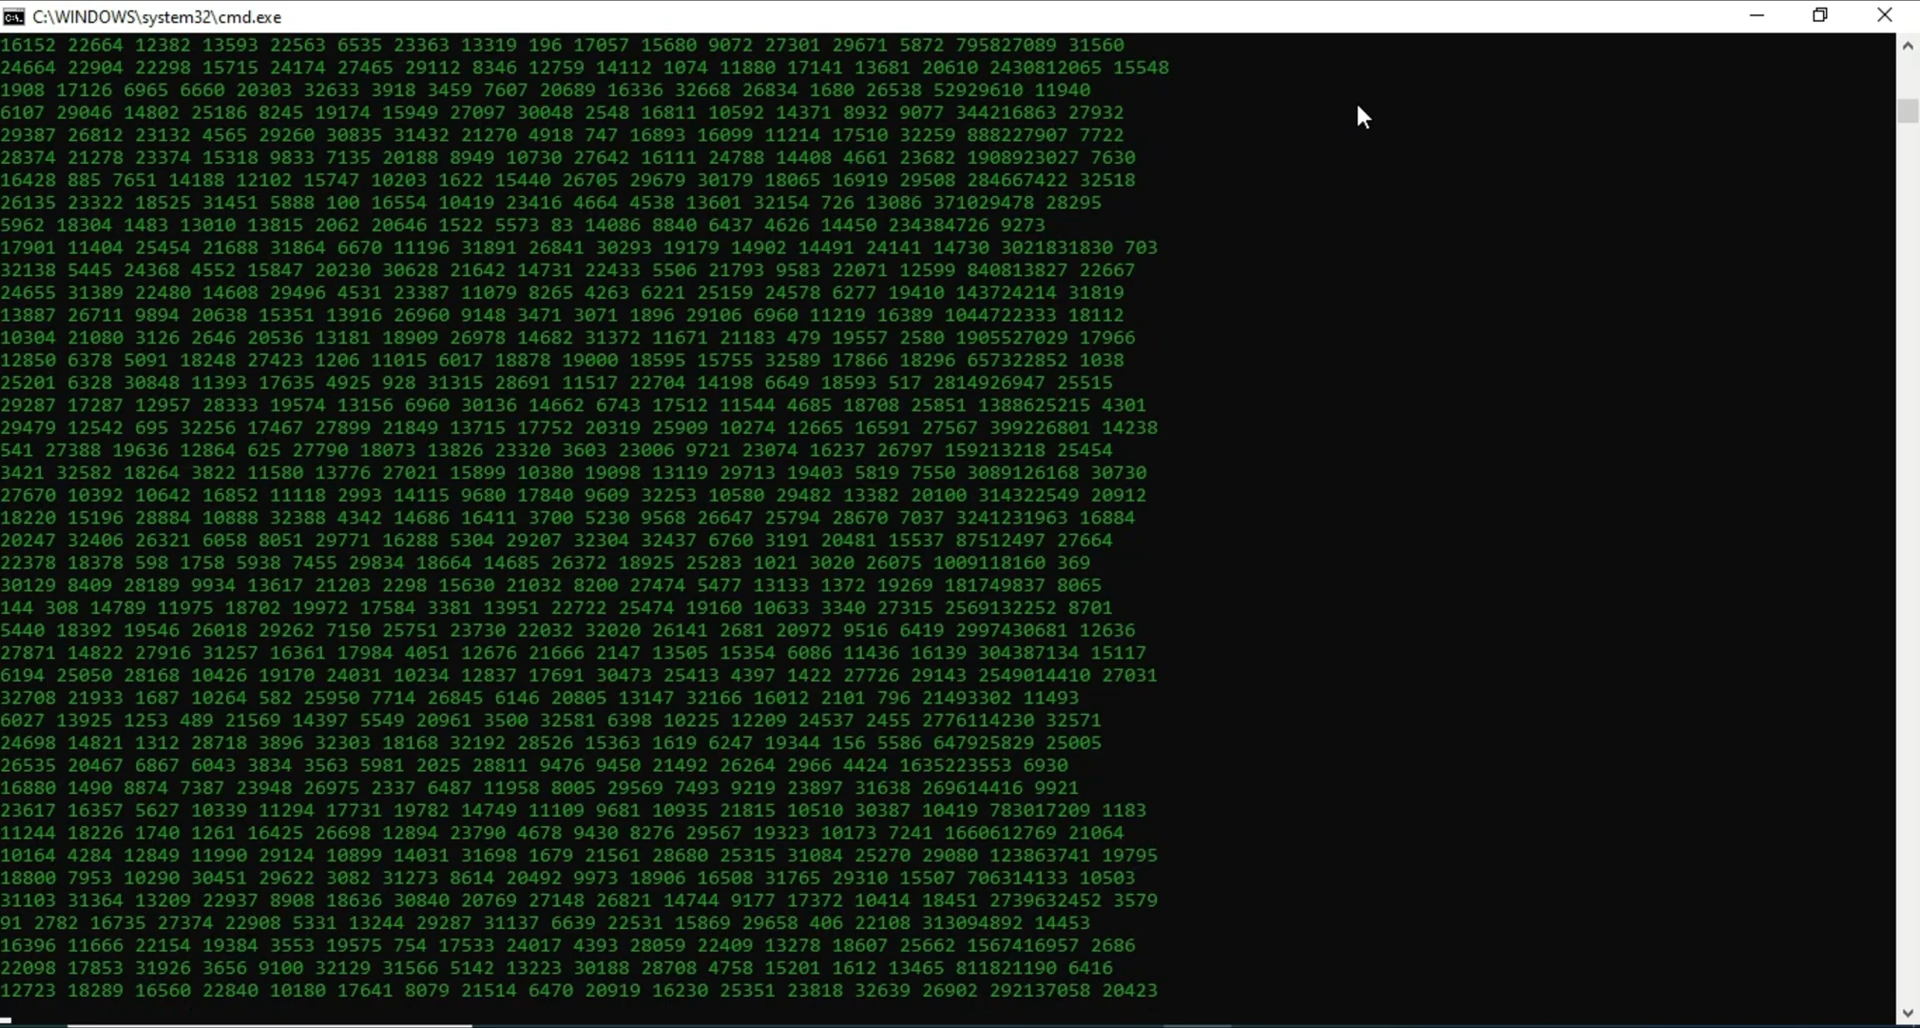 C:\WINDOWS\system32\cmd.exe
16152 22664 12382 13593 22563 6535 23363 13319 196 17057 15680 9072 27301 29671 5872 795827089 31560
24664 22904 22298 15715 24174 27465 29112 8346 12759 14112 1074 11880 17141 13681 20610 2430812065 15548
1908 17126 6965 6660 20303 32633 3918 3459 7607 20689 16336 32668 26834 1680 26538 52929610 11940
6107 29046 14802 25186 8245 19174 15949 27097 30048 2548 16811 10592 14371 8932 9077 344216863 27932
29387 26812 23132 4565 29260 30835 31432 21270 4918 747 16893 16099 11214 17510 32259 888227907 7722
28374 21278 23374 15318 9833 7135 20188 8949 10730 27642 16111 24788 14408 4661 23682 1908923027 7630
16428 885 7651 14188 12102 15747 10203 1622 15440 26705 29679 30179 18065 16919 29508 284667422 32518
26135 23322 18525 31451 5888 100 16554 10419 23416 4664 4538 13601 32154 726 13086 371029478 28295
5962 18304 1483 13010 13815 2062 20646 1522 5573 83 14086 8840 6437 4626 14450 234384726 9273
17901 11404 25454 21688 31864 6670 11196 31891 26841 30293 19179 14902 14491 24141 14730 3021831830 703
32138 5445 24368 4552 15847 20230 30628 21642 14731 22433 5506 21793 9583 22071 12599 840813827 22667
24655 31389 22480 14608 29496 4531 23387 11079 8265 4263 6221 25159 24578 6277 19410 143724214 31819
13887 26711 9894 20638 15351 13916 26960 9148 3471 3071 1896 29106 6960 11219 16389 1044722333 18112
10304 21080 3126 2646 20536 13181 18909 26978 14682 31372 11671 21183 479 19557 2580 1905527029 17966
12850 6378 5091 18248 27423 1206 11015 6017 18878 19000 18595 15755 32589 17866 18296 657322852 1038
25201 6328 30848 11393 17635 4925 928 31315 28691 11517 22704 14198 6649 18593 517 2814926947 25515
29287 17287 12957 28333 19574 13156 6960 30136 14662 6743 17512 11544 4685 18708 25851 1388625215 4301
29479 12542 695 32256 17467 27899 21849 13715 17752 20319 25909 10274 12665 16591 27567 399226801 14238
541 27388 19636 12864 625 27790 18073 13826 23320 3603 23006 9721 23074 16237 26797 159213218 25454
3421 32582 18264 3822 11580 13776 27021 15899 10380 19098 13119 29713 19403 5819 7550 3089126168 30730
27670 10392 10642 16852 11118 2993 14115 9680 17840 9609 32253 10580 29482 13382 20100 314322549 20912
18220 15196 28884 10888 32388 4342 14686 16411 3700 5230 9568 26647 25794 28670 7037 3241231963 16884
20247 32406 26321 6058 8051 29771 16288 5304 29207 32304 32437 6760 3191 20481 15537 87512497 27664
22378 18378 598 1758 5938 7455 29834 18664 14685 26372 18925 25283 1021 3020 26075 1009118160 369
30129 8409 28189 9934 13617 21203 2298 15630 21032 8200 27474 5477 13133 1372 19269 181749837 8065
144 308 14789 11975 18702 19972 17584 3381 13951 22722 25474 19160 10633 3340 27315 2569132252 8701
5440 18392 19546 26018 29262 7150 25751 23730 22032 32020 26141 2681 20972 9516 6419 2997430681 12636
27871 14822 27916 31257 16361 17984 4051 12676 21666 2147 13505 15354 6086 11436 16139 304387134 15117
6194 25050 28168 10426 19170 24031 10234 12837 17691 30473 25413 4397 1422 27726 29143 2549014410 27031
32708 21933 1687 10264 582 25950 7714 26845 6146 20805 13147 32166 16012 2101 796 21493302 11493
6027 13925 1253 489 21569 14397 5549 20961 3500 32581 6398 10225 12209 24537 2455 2776114230 32571
24698 14821 1312 28718 3896 32303 18168 32192 28526 15363 1619 6247 19344 156 5586 647925829 25005
26535 20467 6867 6043 3834 3563 5981 2025 28811 9476 9450 21492 26264 2966 4424 1635223553 6930
16880 1490 8874 7387 23948 26975 2337 6487 11958 8005 29569 7493 9219 23897 31638 269614416 9921
23617 16357 5627 10339 11294 17731 19782 14749 11109 9681 10935 21815 10510 30387 10419 783017209 1183
11244 18226 1740 1261 16425 26698 12894 23790 4678 9430 8276 29567 19323 10173 7241 1660612769 21064
10164 4284 12849 11990 29124 10899 14031 31698 1679 21561 28680 25315 31084 25270 29080 123863741 19795
18800 7953 10290 30451 29622 3082 31273 8614 20492 9973 18906 16508 31765 29310 15507 706314133 10503
31103 31364 13209 22937 8908 18636 30840 20769 27148 26821 14744 9177 17372 10414 18451 2739632452 3579
91 2782 16735 27374 22908 5331 13244 29287 31137 6639 22531 15869 29658 406 22108 313094892 14453
16396 11666 22154 19384 3553 19575 754 17533 24017 4393 28059 22409 13278 18607 25662 1567416957 2686
22098 17853 31926 3656 9100 32129 31566 5142 13223 30188 28708 4758 15201 1612 13465 811821190 6416
12723 18289 16560 22840 10180 17641 8079 21514 6470 20919 16230 25351 23818 32639 26902 292137058 20423